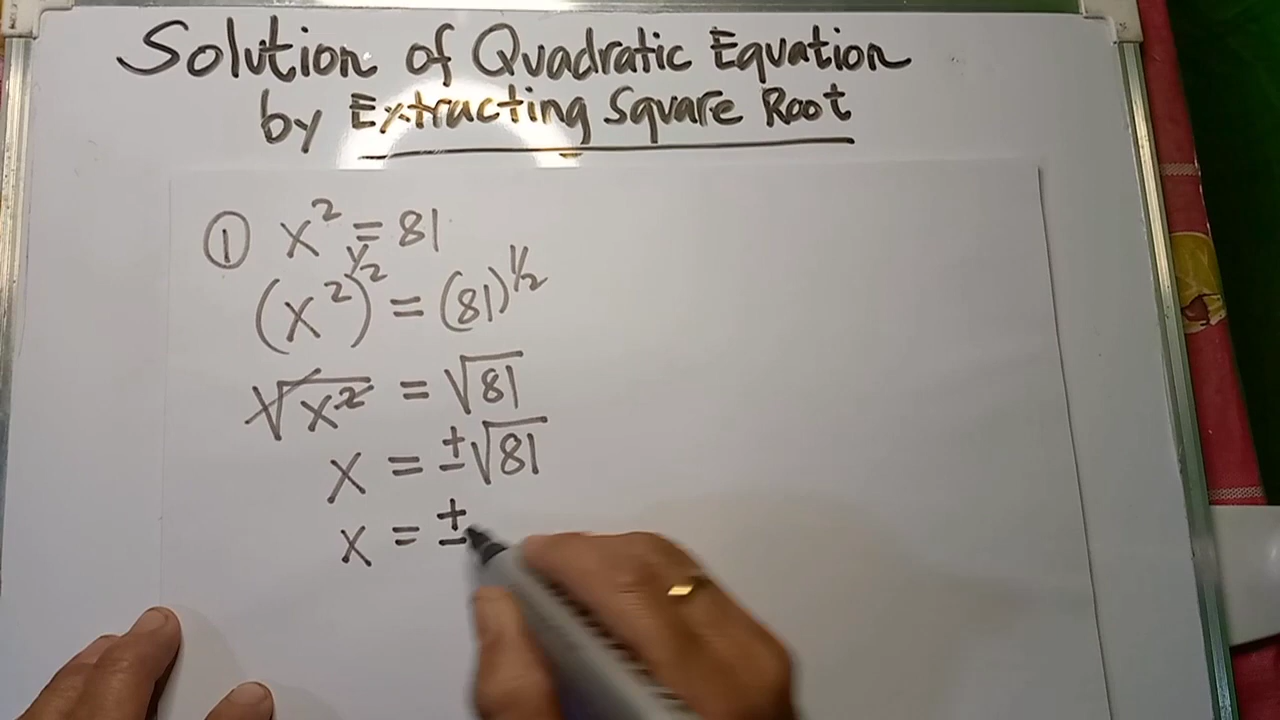 Solution of Quadratic Equation
by Extracting Square Root
① x² = 81
(x²)^½ = (81)^½
√x² = √81
x = ±√81
x = ±